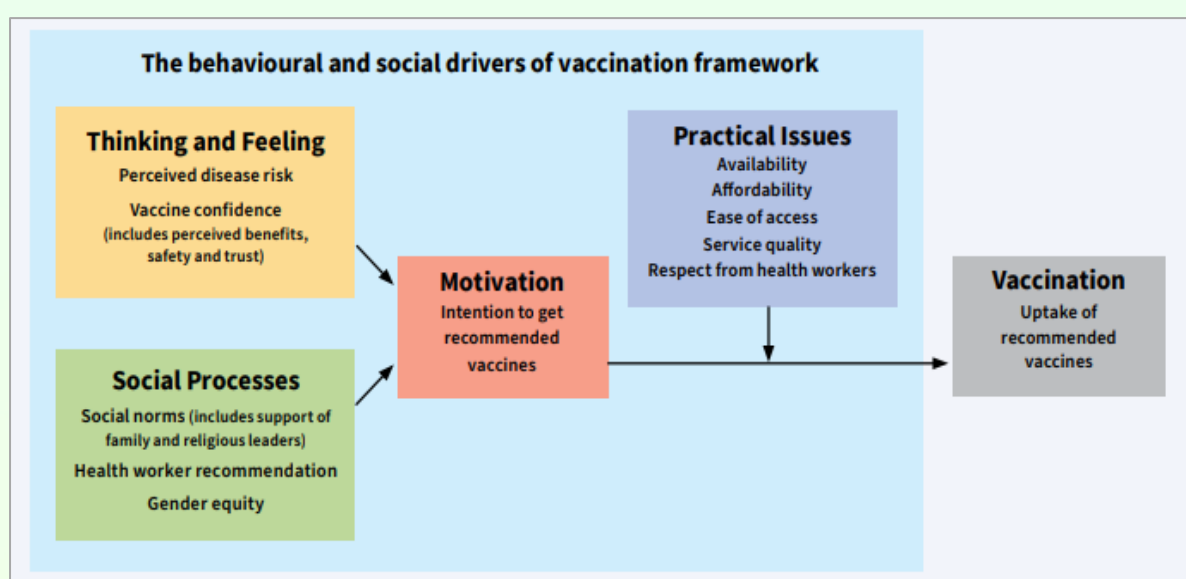 The behavioural and social drivers of vaccination framework
Thinking and Feeling
Perceived disease risk
Vaccine confidence
(includes perceived benefits,
safety and trust)
Social Processes
Social norms (includes support of
family and religious leaders)
Health worker recommendation
Gender equity
Motivation
Intention to get
recommended
vaccines
Practical Issues
Availability
Affordability
Ease of access
Service quality
Respect from health workers
Vaccination
Uptake of
recommended
vaccines